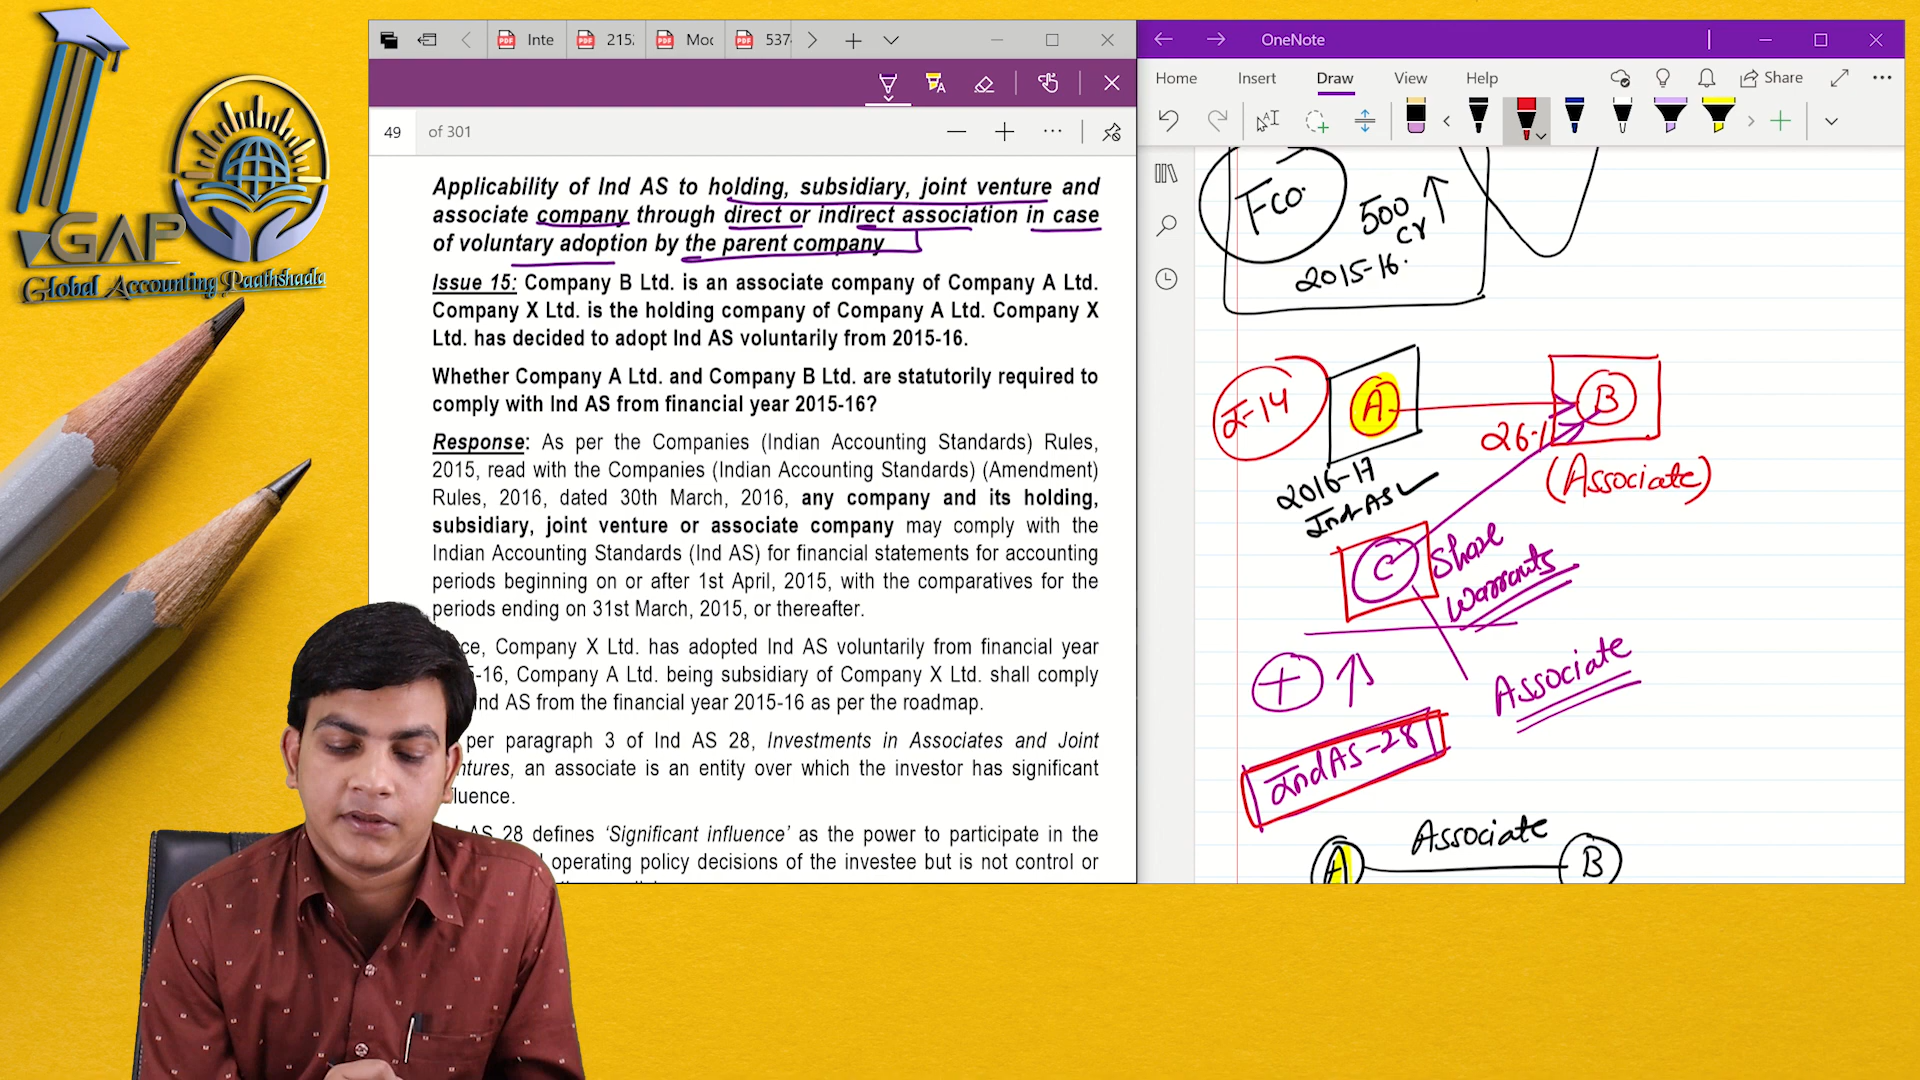 GAP
Global Accounting Paathshada
Inte
215
Moc
537
49
of 301
Applicability of Ind AS to holding, subsidiary, joint venture and
associate company through direct or indirect association in case
of voluntary adoption by the parent company
Issue 15: Company B Ltd. is an associate company of Company A Ltd.
Company X Ltd. is the holding company of Company A Ltd. Company X
Ltd. has decided to adopt Ind AS voluntarily from 2015-16.
Whether Company A Ltd. and Company B Ltd. are statutorily required to
comply with Ind AS from financial year 2015-16?
Response: As per the Companies (Indian Accounting Standards) Rules,
2015, read with the Companies (Indian Accounting Standards) (Amendment)
Rules, 2016, dated 30th March, 2016, any company and its holding,
subsidiary, joint venture or associate company may comply with the
Indian Accounting Standards (Ind AS) for financial statements for accounting
periods beginning on or after 1st April, 2015, with the comparatives for the
periods ending on 31st March, 2015, or thereafter.
Company X Ltd. has adopted Ind AS voluntarily from financial year
-16, Company A Ltd. being subsidiary of Company X Ltd. shall comply
Ind AS from the financial year 2015-16 as per the roadmap.
per paragraph 3 of Ind AS 28, Investments in Associates and Joint
an associate is an entity over which the investor has significant
AS 28 defines 'Significant influence' as the power to participate in the
operating policy decisions of the investee but is not control or
OneNote
Home Insert Draw View Help Share
Fco.
500
cr
2015-16.
I-14
A
B
26%
(Associate)
2016-17
Ind AS
C
Share
Warrants
+
Associate
Ind AS-28
Associate
A
B